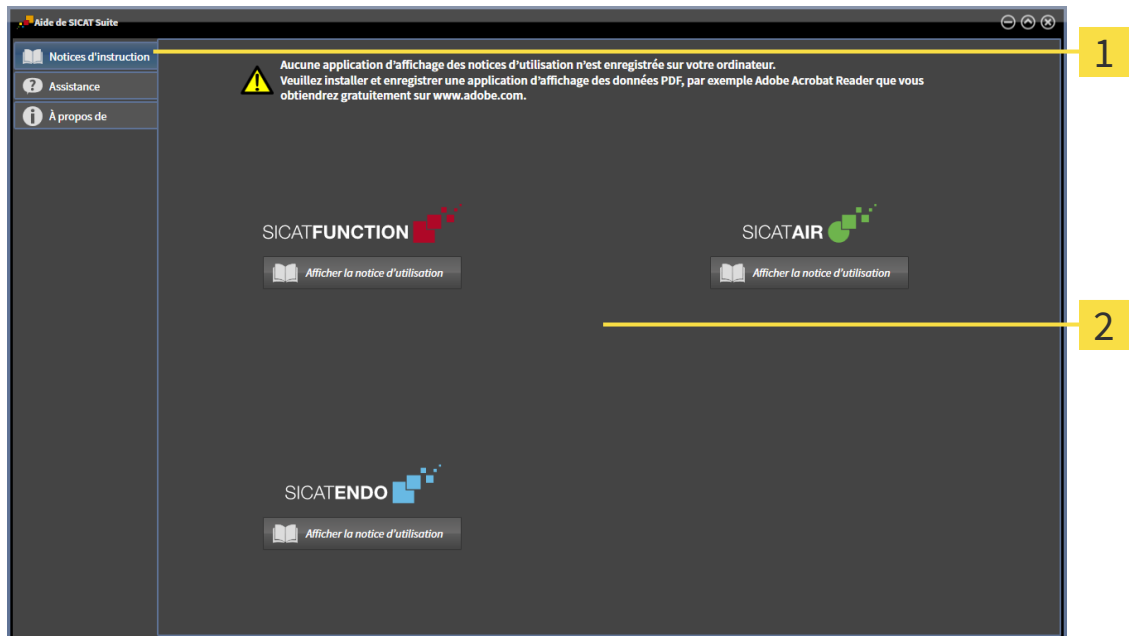 Aide de SICAT Suite
Notices d'instruction
Assistance
À propos de
Aucune application d'affichage des notices d'utilisation n'est enregistrée sur votre ordinateur.
Veuillez installer et enregistrer une application d'affichage des données PDF, par exemple Adobe Acrobat Reader que vous
obtiendrez gratuitement sur www.adobe.com.
SICATFUNCTION
SICATAIR
Afficher la notice d'utilisation
Afficher la notice d'utilisation
SICATENDO
Afficher la notice d'utilisation
1
2